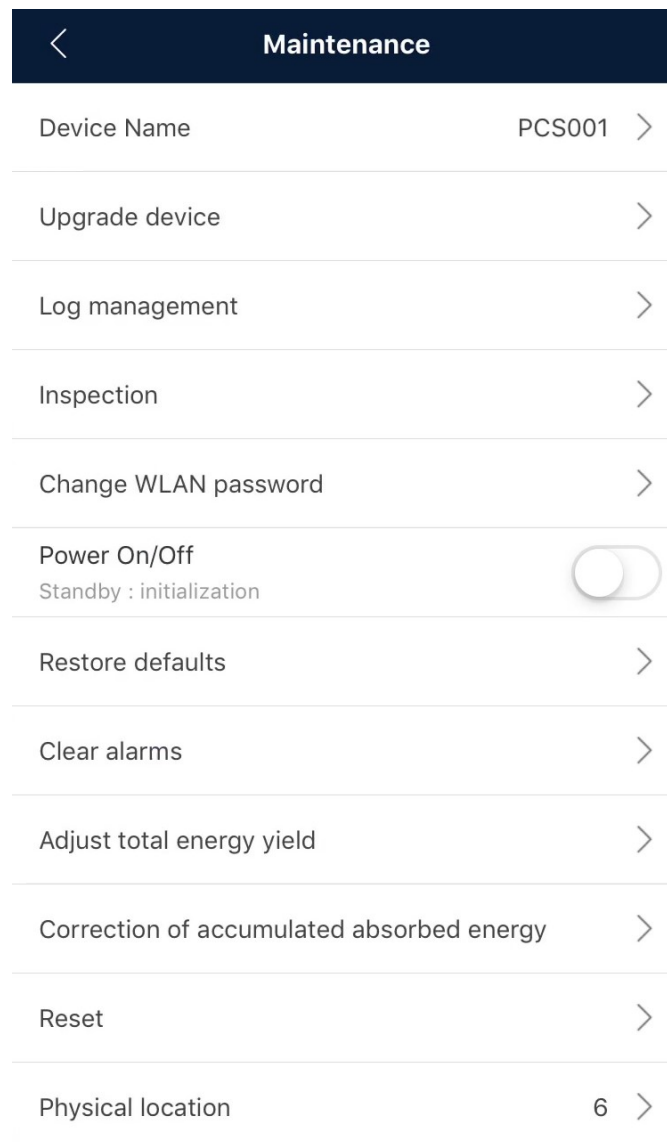 Maintenance
Device Name PCS001
Upgrade device
Log management
Inspection
Change WLAN password
Power On/Off
Standby : initialization
Restore defaults
Clear alarms
Adjust total energy yield
Correction of accumulated absorbed energy
Reset
Physical location 6